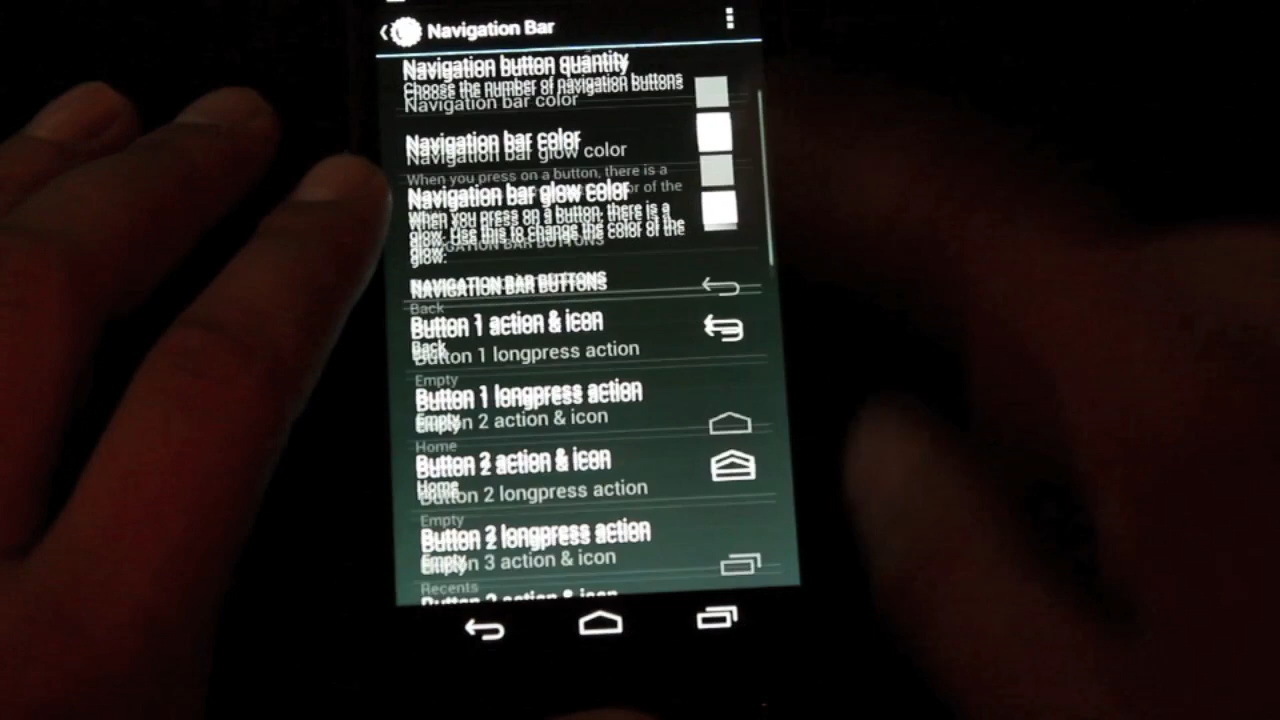 Navigation Bar
Navigation button quantity
Choose the number of navigation buttons
Navigation bar color
Navigation bar color
Navigation bar glow color
When you press on a button, there is a
Navigation bar glow color
When you press on a button, there is a
glow. Use this to change the color of the
glow.
NAVIGATION BAR BUTTONS
NAVIGATION BAR BUTTONS
Back
Button 1 action & icon
Back
Button 1 longpress action
Empty
Button 1 longpress action
Empty
Button 2 action & icon
Home
Button 2 action & icon
Home
Button 2 longpress action
Empty
Button 2 longpress action
Empty
Button 3 action & icon
Recents